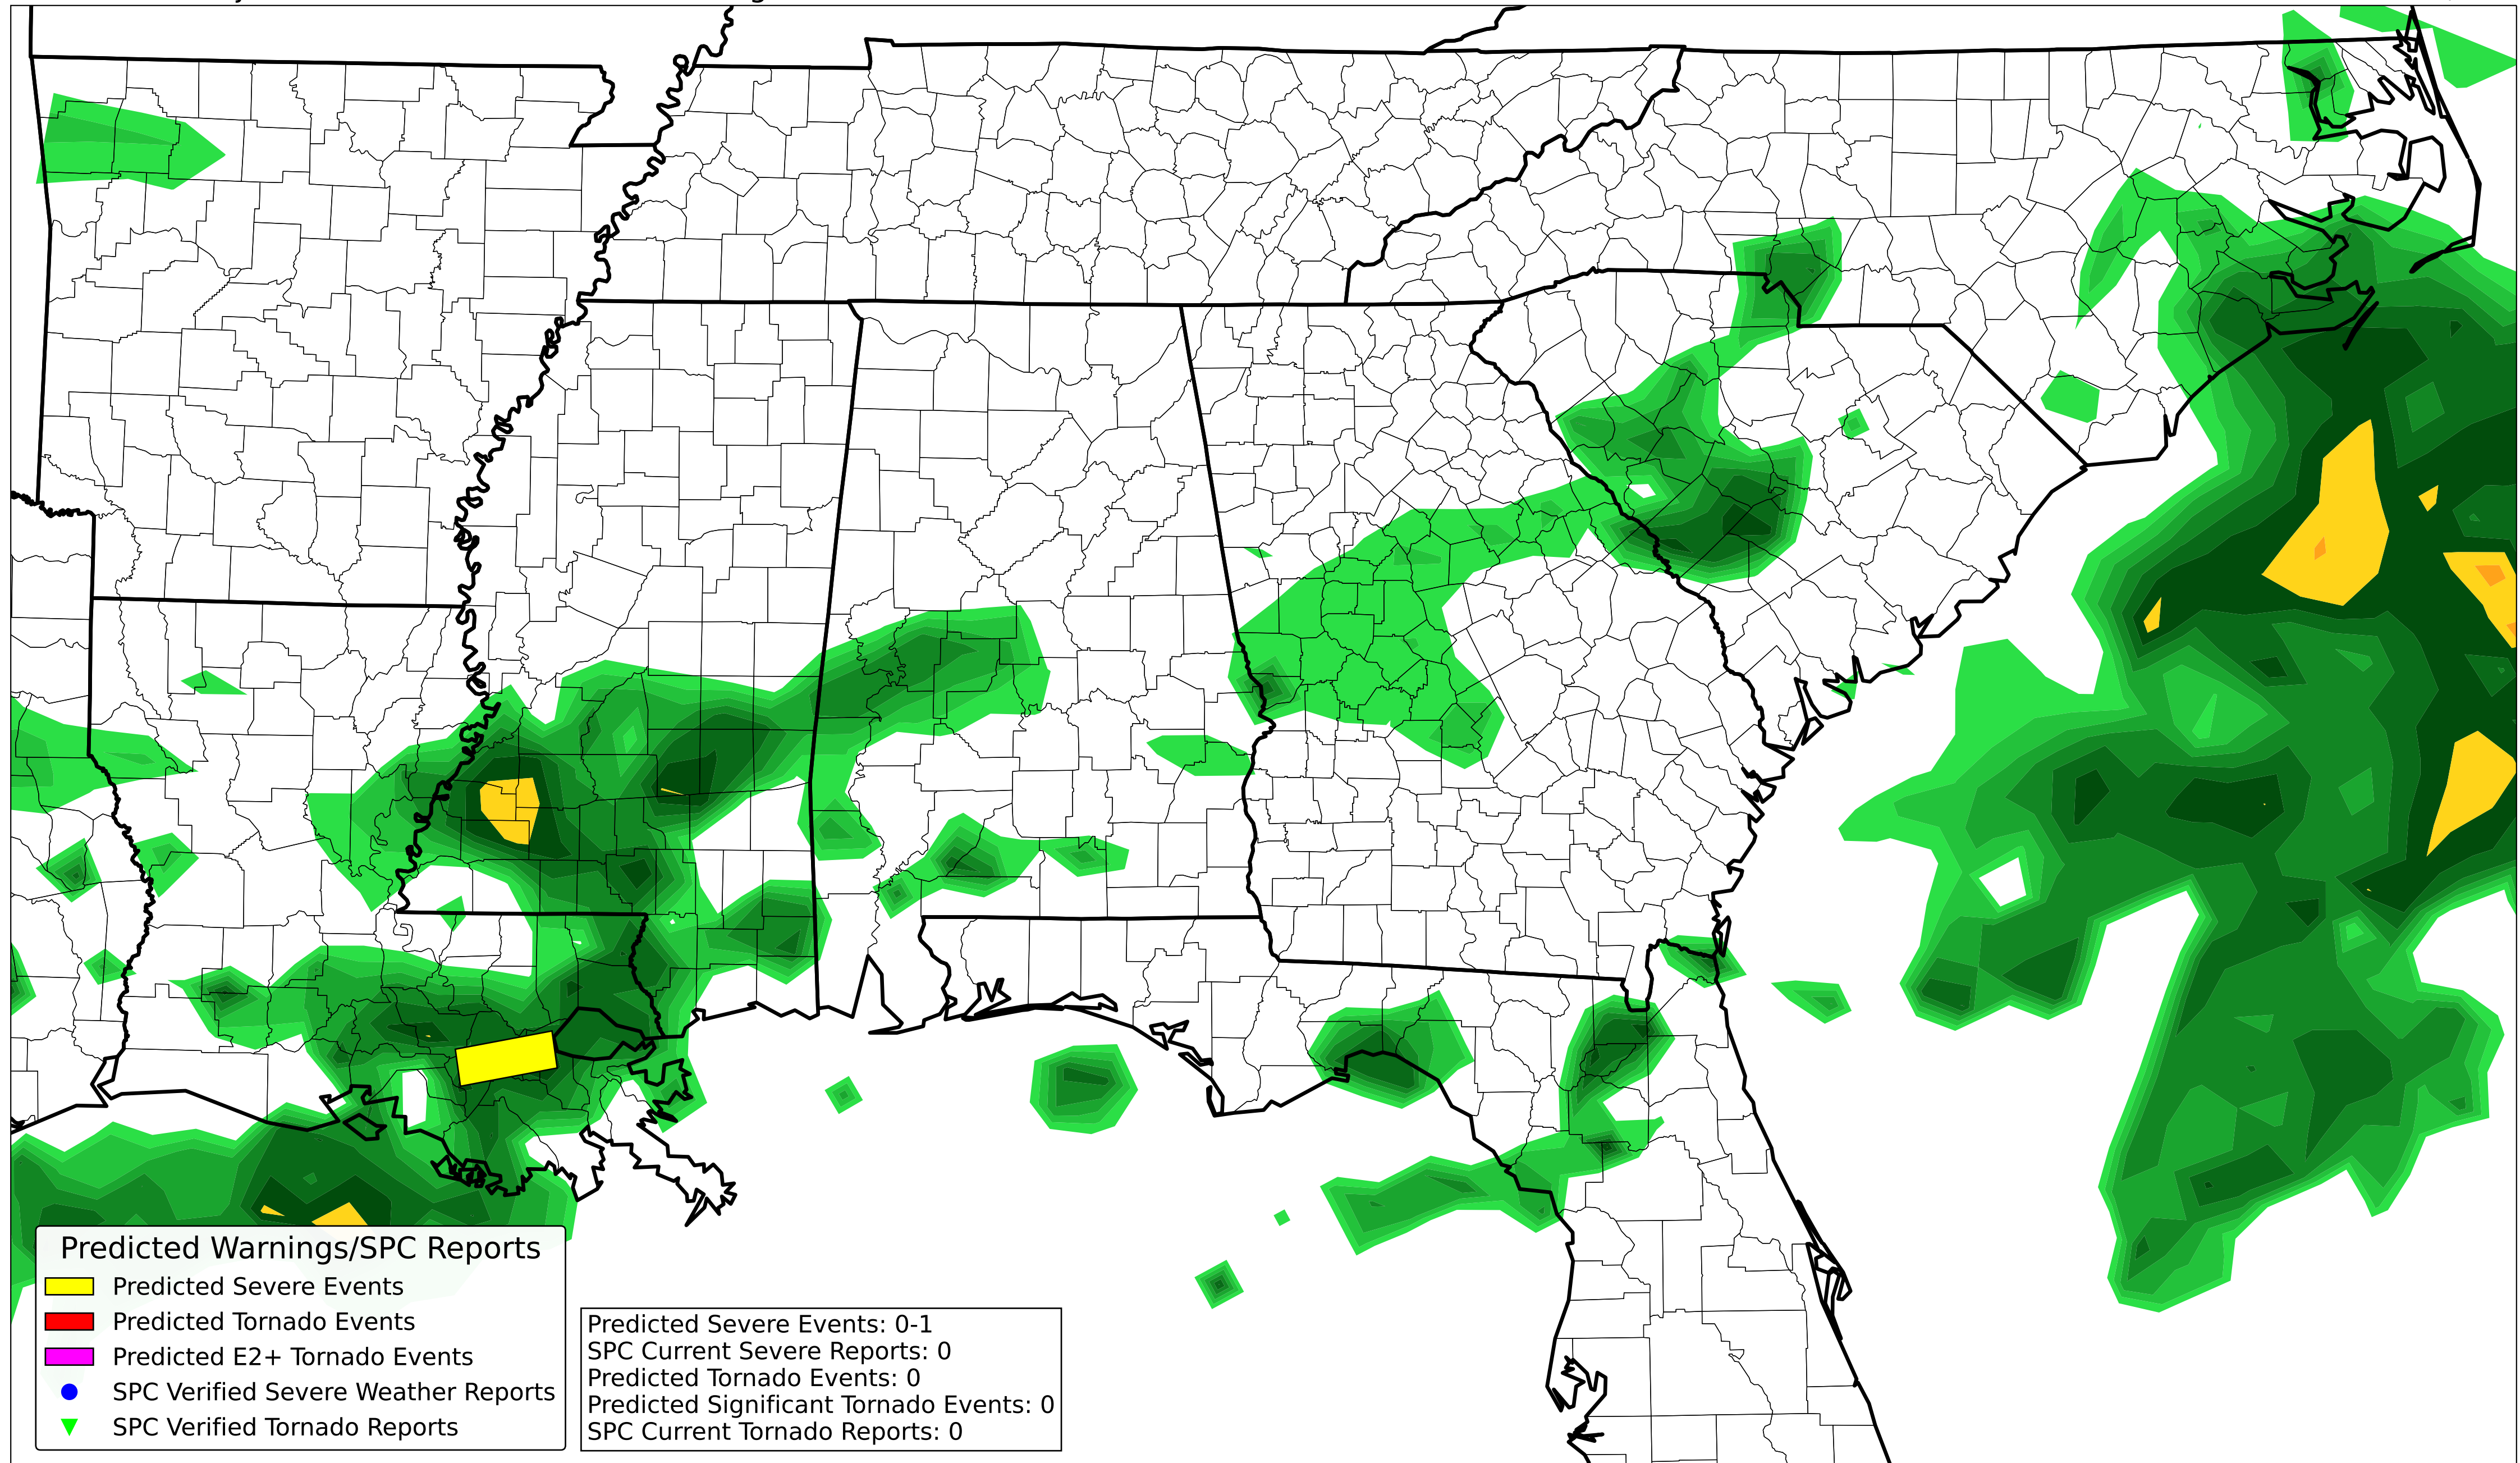 Predicted Warnings/SPC Reports
Predicted Severe Events
Predicted Tornado Events
Predicted E2+ Tornado Events
SPC Verified Severe Weather Reports
SPC Verified Tornado Reports
Predicted Severe Events: 0-1
SPC Current Severe Reports: 0
Predicted Tornado Events: 0
Predicted Significant Tornado Events: 0
SPC Current Tornado Reports: 0